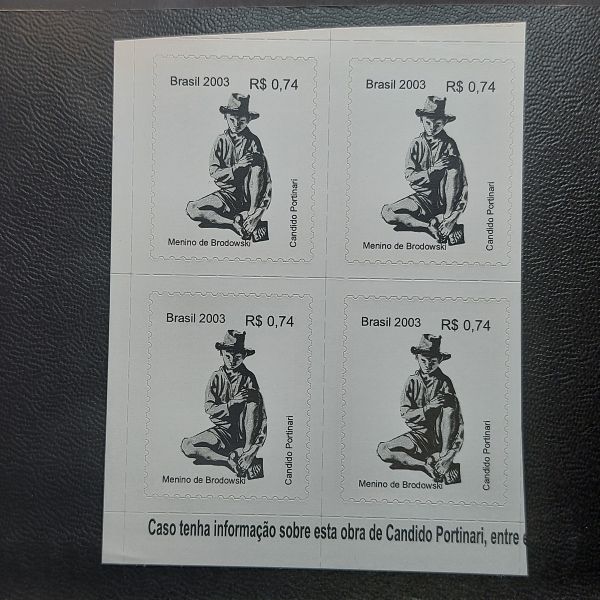 Brasil 2003 R$ 0,74
Menino de Brodowski
Candido Portinari
Brasil 2003 R$ 0,74
Menino de Brodowski
Candido Portinari
Brasil 2003 R$ 0,74
Menino de Brodowski
Candido Portinari
Brasil 2003 R$ 0,74
Menino de Brodowski
Candido Portinari
Caso tenha informação sobre esta obra de Candido Portinari, entre